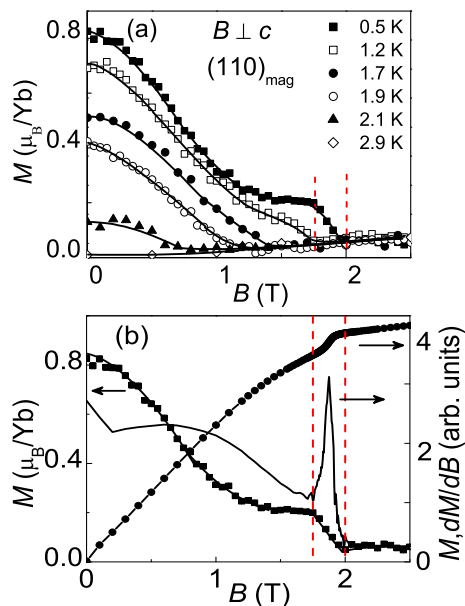 (a)
B ⊥ c
(110)mag
0.5 K
1.2 K
1.7 K
1.9 K
2.1 K
2.9 K
M (μB/Yb)
0.8
0.4
0.0
0 1 2
B (T)
(b)
M (μB/Yb)
0.8
0.4
0.0
4
2
0
M,dM/dB (arb. units)
0 1 2
B (T)